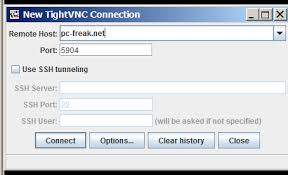 New TightVNC Connection
Remote Host: pc-freak.net
Port: 5904
Use SSH tunneling
SSH Server:
SSH Port: 22
SSH User: (will be asked if not specified)
Connect Options... Clear history Close